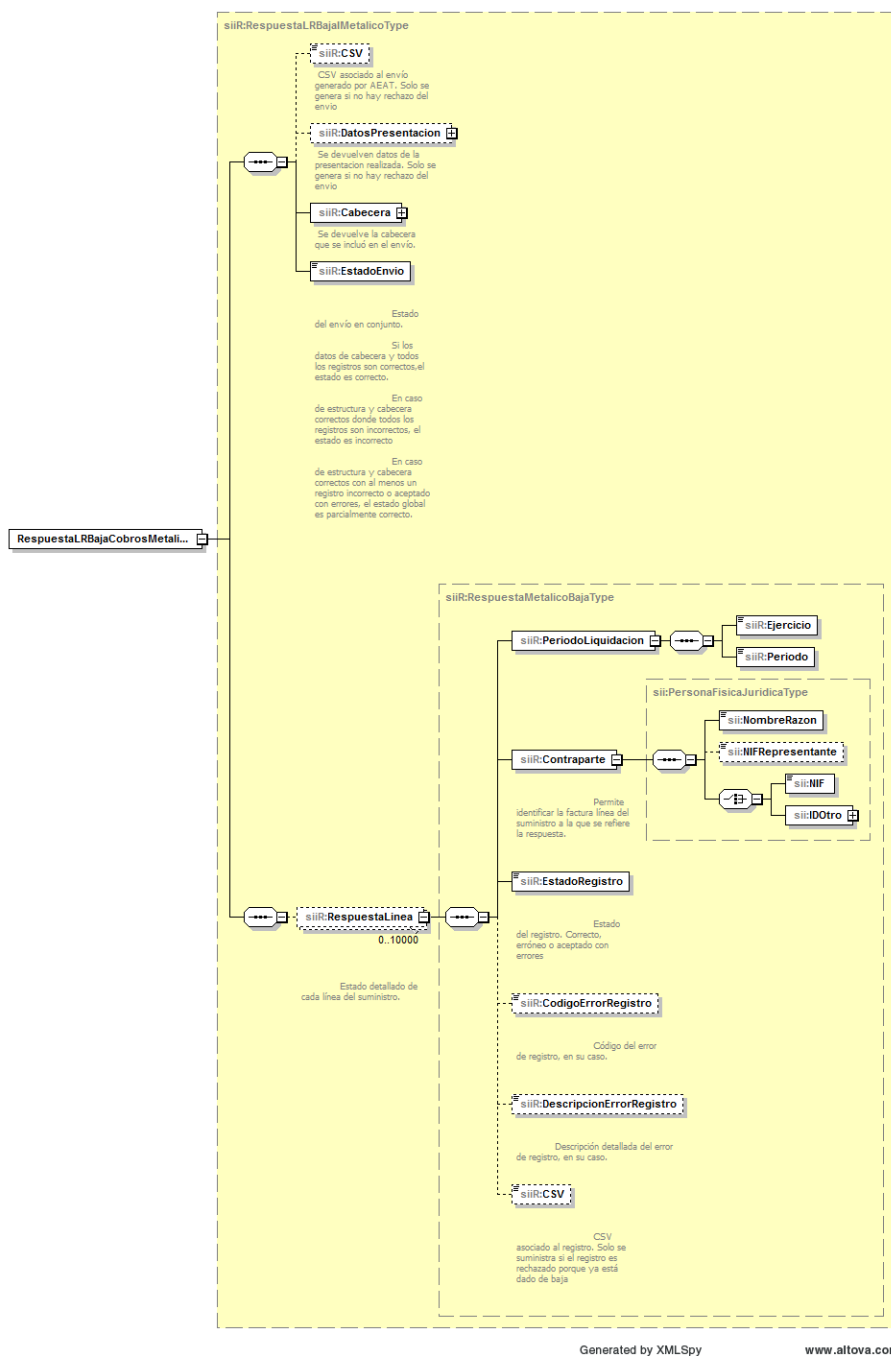 siiR:RespuestaLRBajaIMetalicoType
siiR:CSV
CSV asociado al envío
generado por AEAT. Solo se
genera si no hay rechazo del
envio
siiR:DatosPresentacion
Se devuelven datos de la
presentacion realizada. Solo se
genera si no hay rechazo del
envio
siiR:Cabecera
Se devuelve la cabecera
que se incluó en el envío.
siiR:EstadoEnvio
Estado
del envío en conjunto.
Si los
datos de cabecera y todos
los registros son correctos,el
estado es correcto.
En caso
de estructura y cabecera
correctos donde todos los
registros son incorrectos, el
estado es incorrecto
En caso
de estructura y cabecera
correctos con al menos un
registro incorrecto o aceptado
con errores, el estado global
es parcialmente correcto.
RespuestaLRBajaCobrosMetali...
siiR:RespuestaMetalicoBajaType
siiR:PeriodoLiquidacion
siiR:Ejercicio
siiR:Periodo
sii:PersonaFisicaJuridicaType
sii:NombreRazon
sii:NIFRepresentante
siiR:Contraparte
sii:NIF
sii:IDOtro
Permite
identificar la factura línea del
suministro a la que se refiere
la respuesta.
siiR:EstadoRegistro
Estado
del registro. Correcto,
erróneo o aceptado con
errores
siiR:RespuestaLinea
0..10000
Estado detallado de
cada línea del suministro.
siiR:CodigoErrorRegistro
Código del error
de registro, en su caso.
siiR:DescripcionErrorRegistro
Descripción detallada del error
de registro, en su caso.
siiR:CSV
CSV
asociado al registro. Solo se
suministra si el registro es
rechazado porque ya está
dado de baja
Generated by XMLSpy
www.altova.co